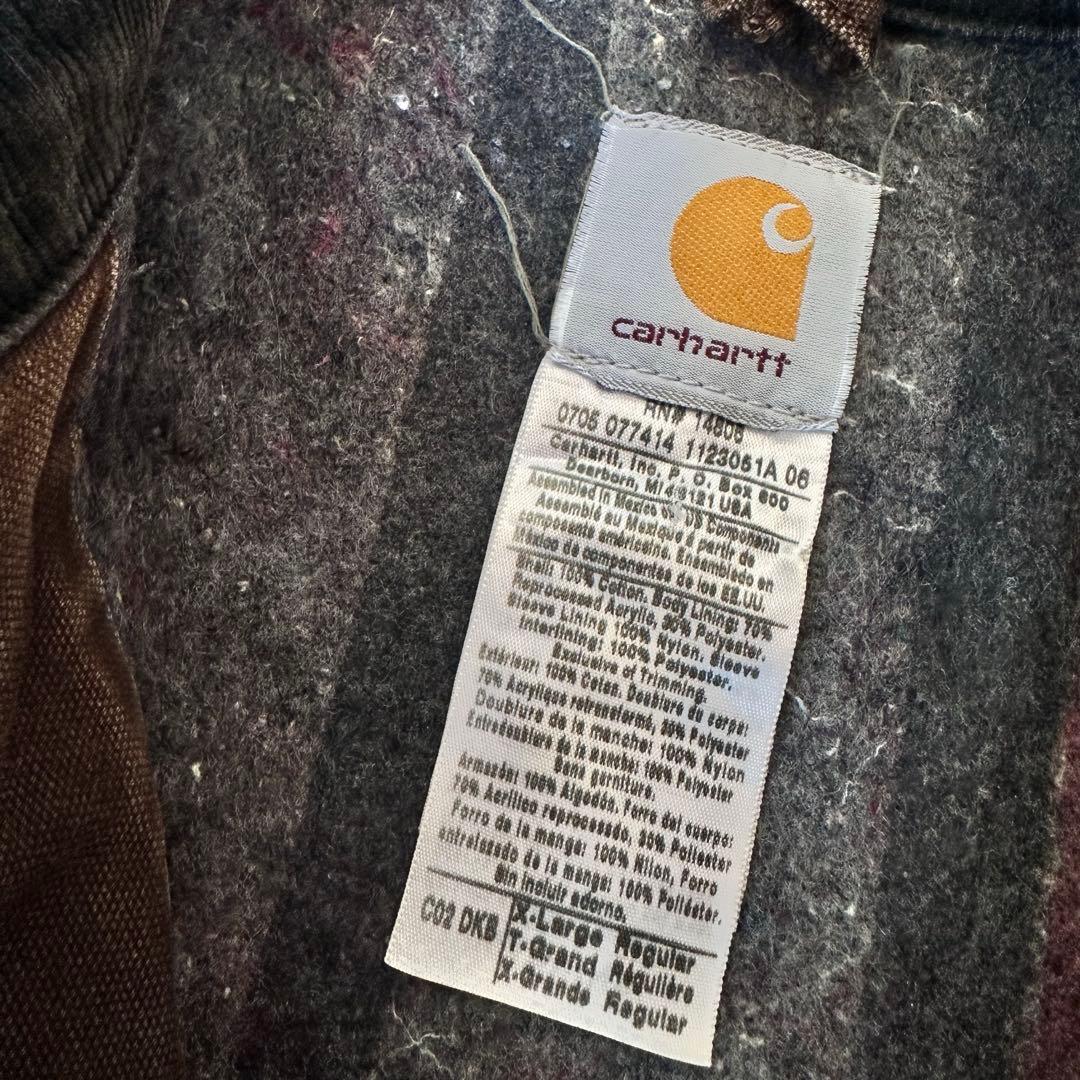 carhartt
RN# 14806
0705 077414 1123051A 06
Carhartt, Inc. P. O. Box 600
Dearborn, MI 48121 USA
Assembled in Mexico of US Components
Assemblé au Mexique á partir de
composants américains. Ensamblado en
México de componentes de los EE.UU.
Shell: 100% Cotton. Body Lining: 70%
Reprocessed Acrylic, 30% Polyester.
Sleeve Lining: 100% Nylon. Sleeve
Interlining: 100% Polyester.
Exclusive of Trimming.
Extérieur: 100% Coton. Doublure du corps:
70% Acrylique retransformé, 30% Polyester
Doublure de la manche: 100% Nylon
Entredoublure de la manche: 100% Polyester
Sans garniture.
Armazón: 100% Algodón. Forro del cuerpo:
70% Acrílico reprocesado, 30% Poliester
Forro de la manga: 100% Nilon, Forro
entrelazado de la manga: 100% Poliéster.
Sin incluir adorno.
C02 DKB X-Large Regular
T-Grand Régulière
X-Grande Regular